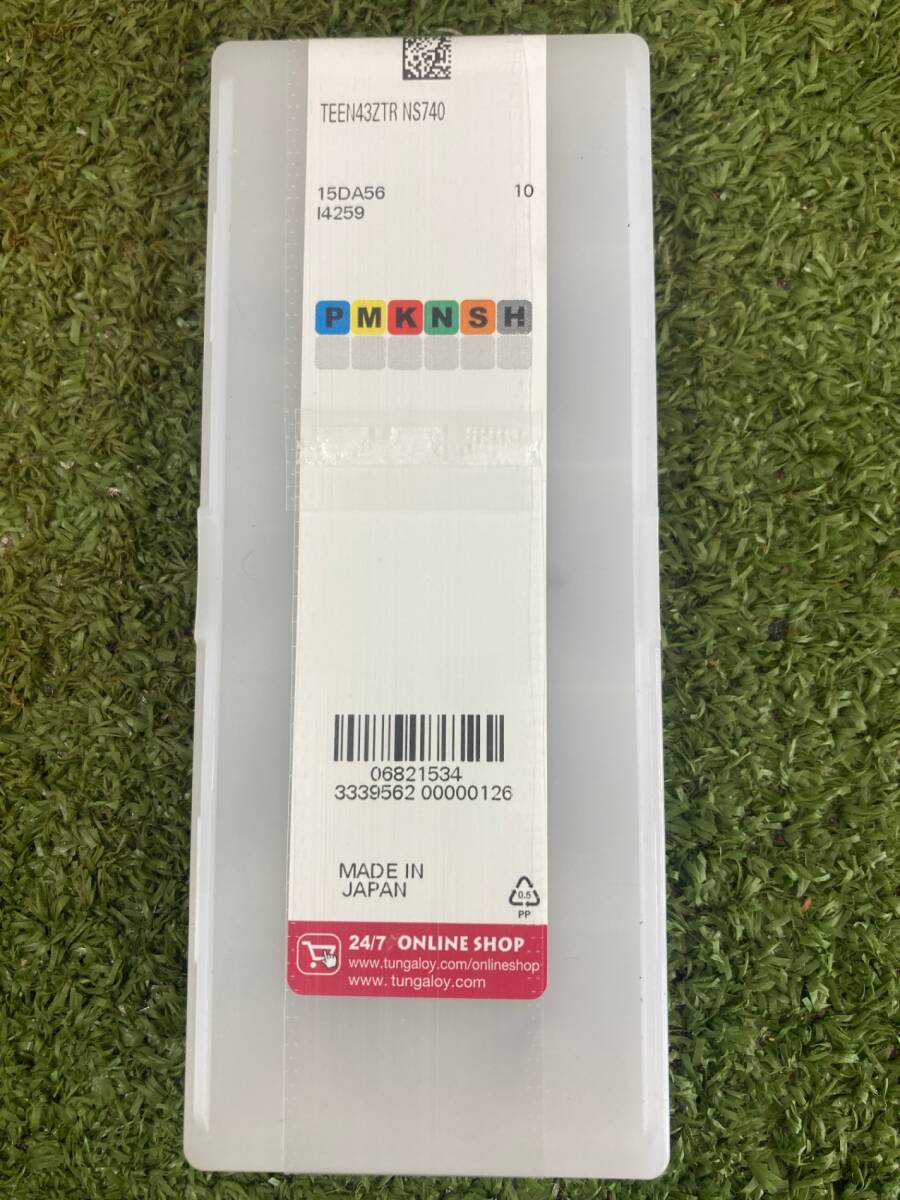 TEEN43ZTR NS740
15DA56 10
I4259
P M K N S H
06821534
3339562 00000126
MADE IN
JAPAN
0.5
PP
24/7 ONLINE SHOP
www.tungaloy.com/onlineshop
www.tungaloy.com